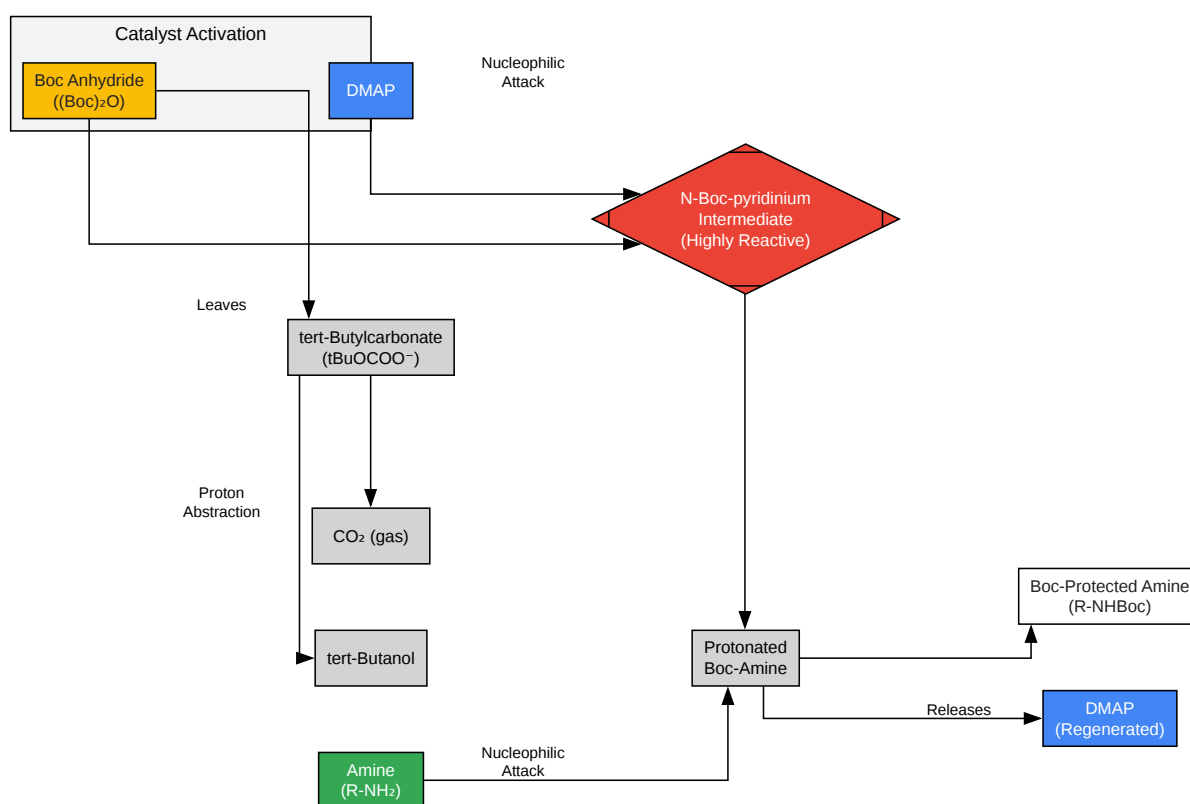 Catalyst Activation
Boc Anhydride
((Boc)₂O)
DMAP
Nucleophilic
Attack
N-Boc-pyridinium
Intermediate
(Highly Reactive)
Leaves
tert-Butylcarbonate
(tBuOCOO⁻)
Proton
Abstraction
CO₂ (gas)
tert-Butanol
Protonated
Boc-Amine
Boc-Protected Amine
(R-NHBoc)
Releases
DMAP
(Regenerated)
Amine
(R-NH₂)
Nucleophilic
Attack